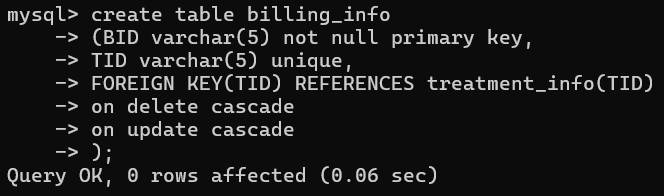 mysql> create table billing_info
    -> (BID varchar(5) not null primary key,
    -> TID varchar(5) unique,
    -> FOREIGN KEY(TID) REFERENCES treatment_info(TID)
    -> on delete cascade
    -> on update cascade
    -> );
Query OK, 0 rows affected (0.06 sec)